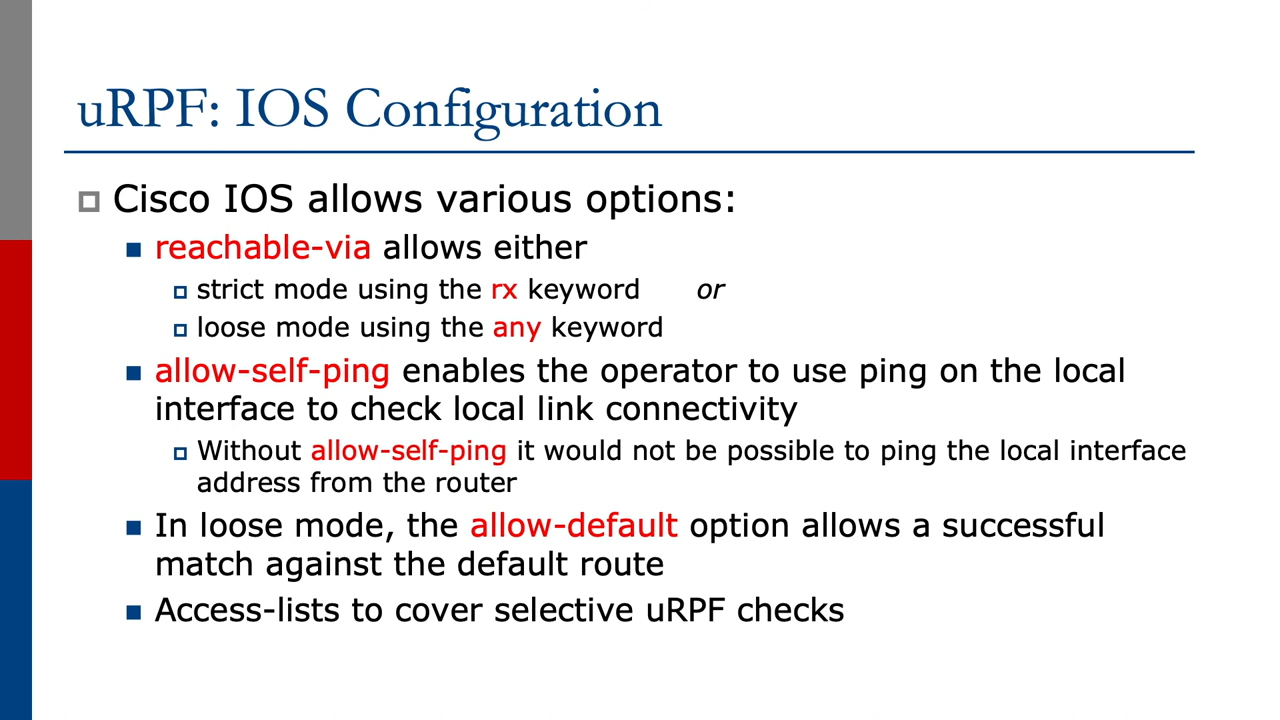 uRPF: IOS Configuration
Cisco IOS allows various options:
reachable-via allows either
strict mode using the rx keyword or
loose mode using the any keyword
allow-self-ping enables the operator to use ping on the local
interface to check local link connectivity
Without allow-self-ping it would not be possible to ping the local interface
address from the router
In loose mode, the allow-default option allows a successful
match against the default route
Access-lists to cover selective uRPF checks